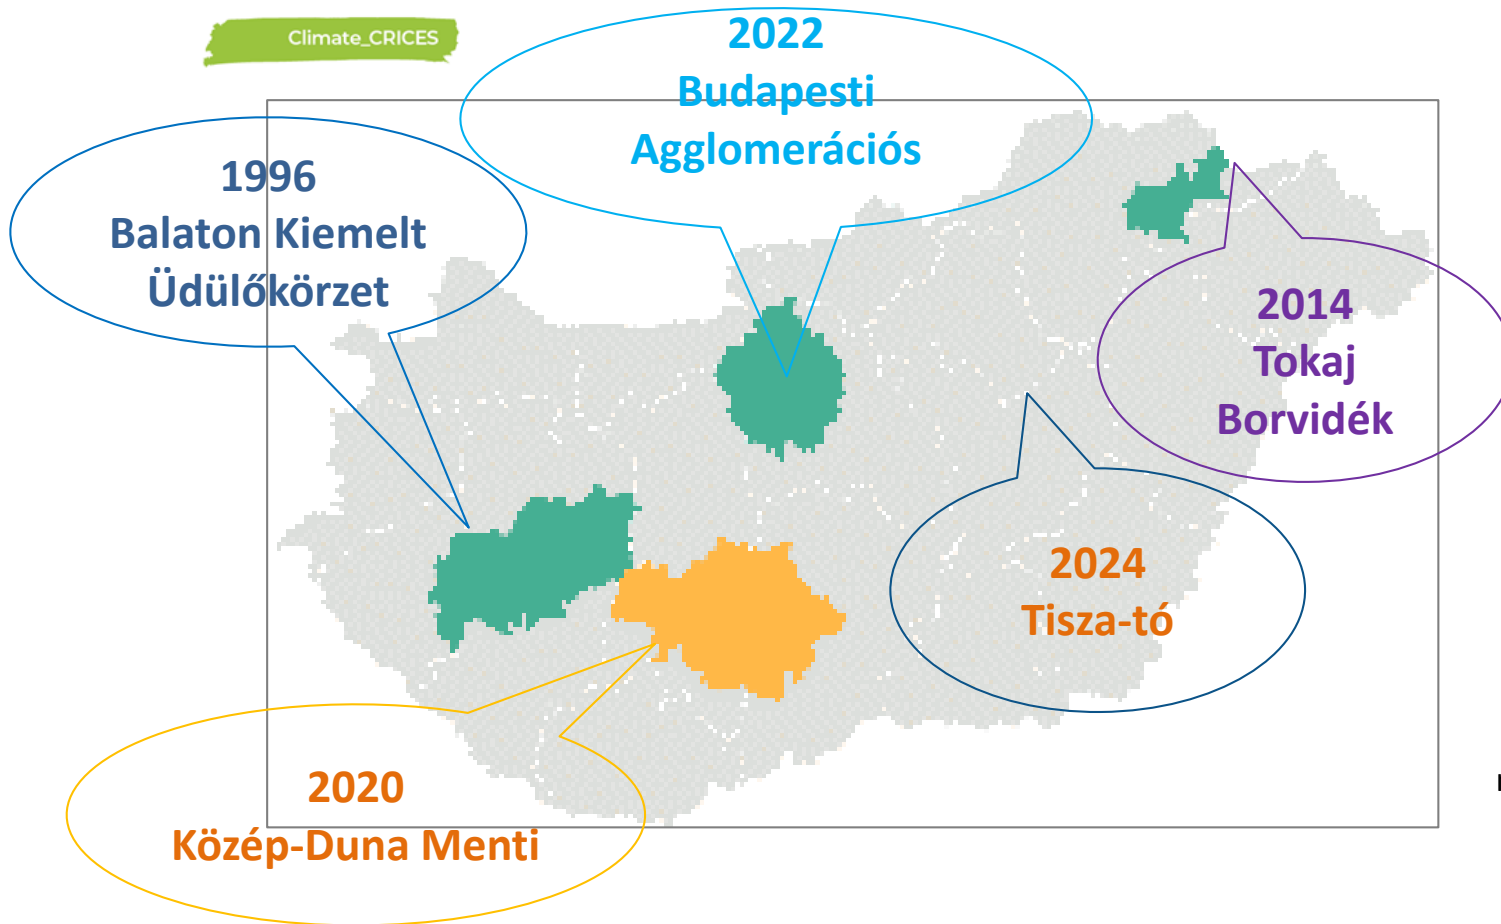 Climate_CRICES
2022
Budapesti
Agglomerációs
1996
Balaton Kiemelt
Üdülőkörzet
2014
Tokaj
Borvidék
2024
Tisza-tó
2020
Közép-Duna Menti